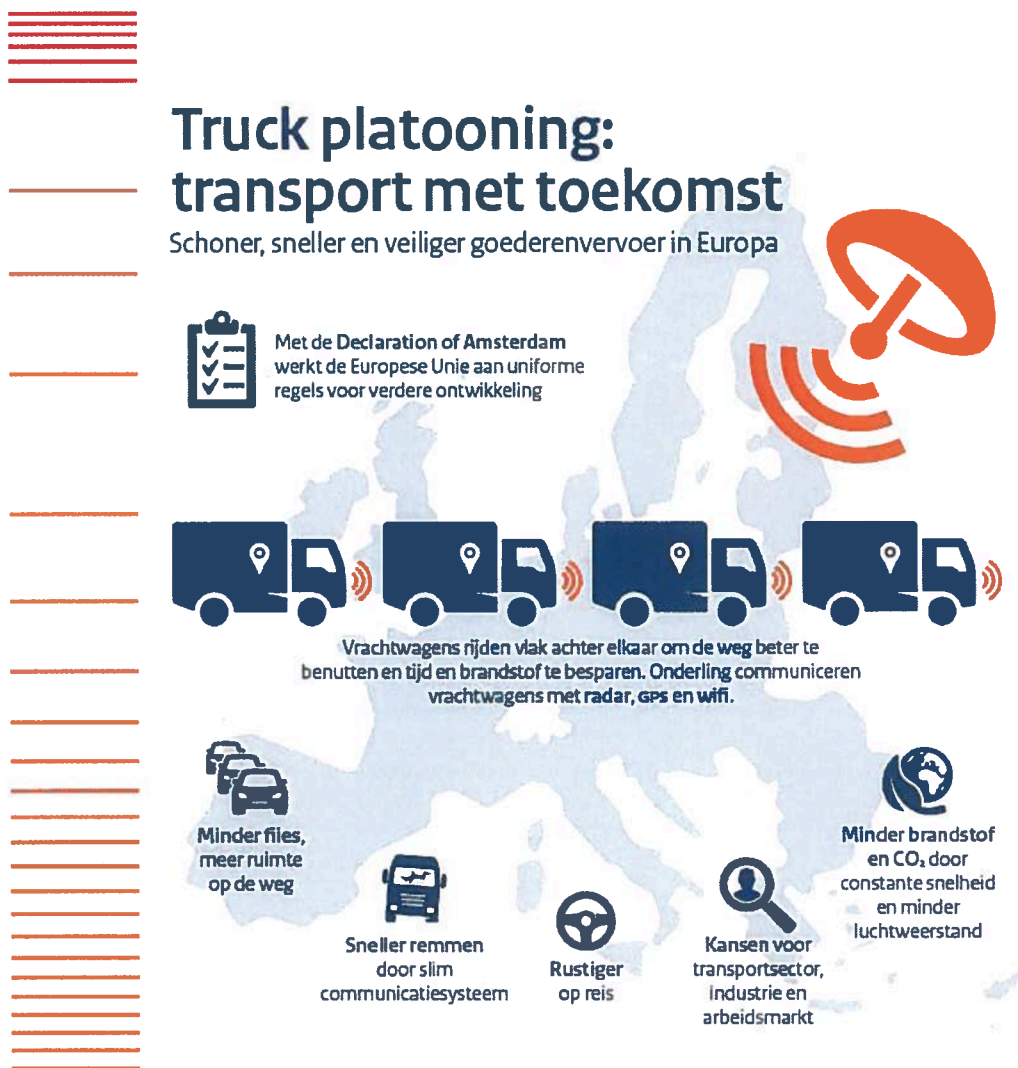 Truck platooning:
transport met toekomst
Schoner, sneller en veiliger goederenvervoer in Europa
Met de Declaration of Amsterdam
werkt de Europese Unie aan uniforme
regels voor verdere ontwikkeling
Vrachtwagens rijden vlak achter elkaar om de weg beter te
benutten en tijd en brandstof te besparen. Onderling communiceren
vrachtwagens met radar, GPS en wifi.
Minder files,
meer ruimte
op de weg
Sneller remmen
door slim
communicatiesysteem
Rustiger
op reis
Kansen voor
transportsector,
industrie en
arbeidsmarkt
Minder brandstof
en CO₂ door
constante snelheid
en minder
luchtweerstand